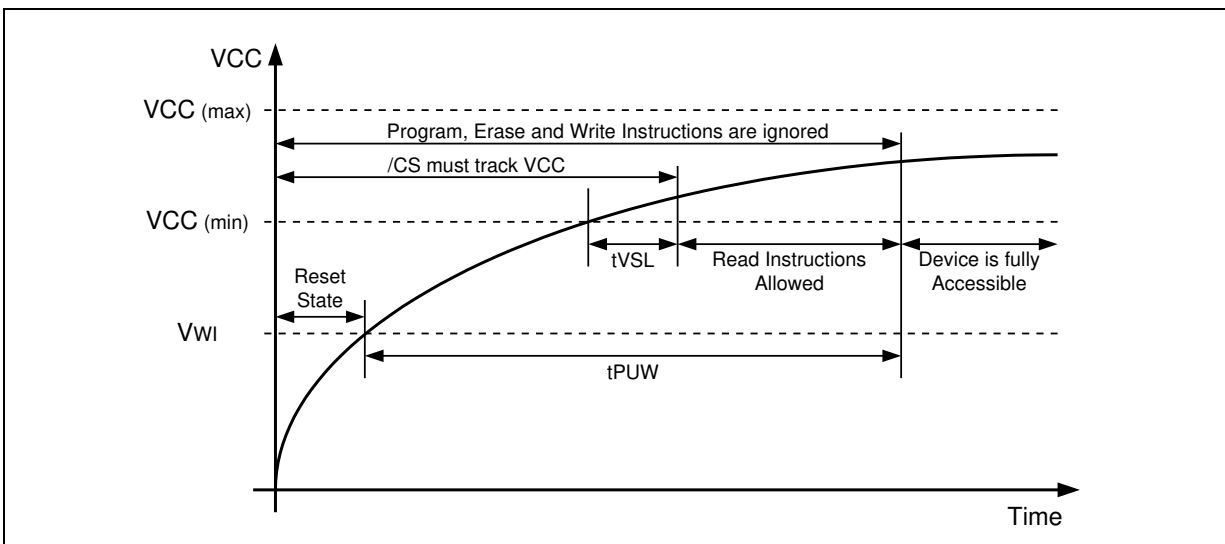 VCC
VCC (max)
Program, Erase and Write Instructions are ignored
/CS must track VCC
VCC (min)
tVSL
Read Instructions
Allowed
Device is fully
Accessible
Reset
State
VWI
tPUW
Time